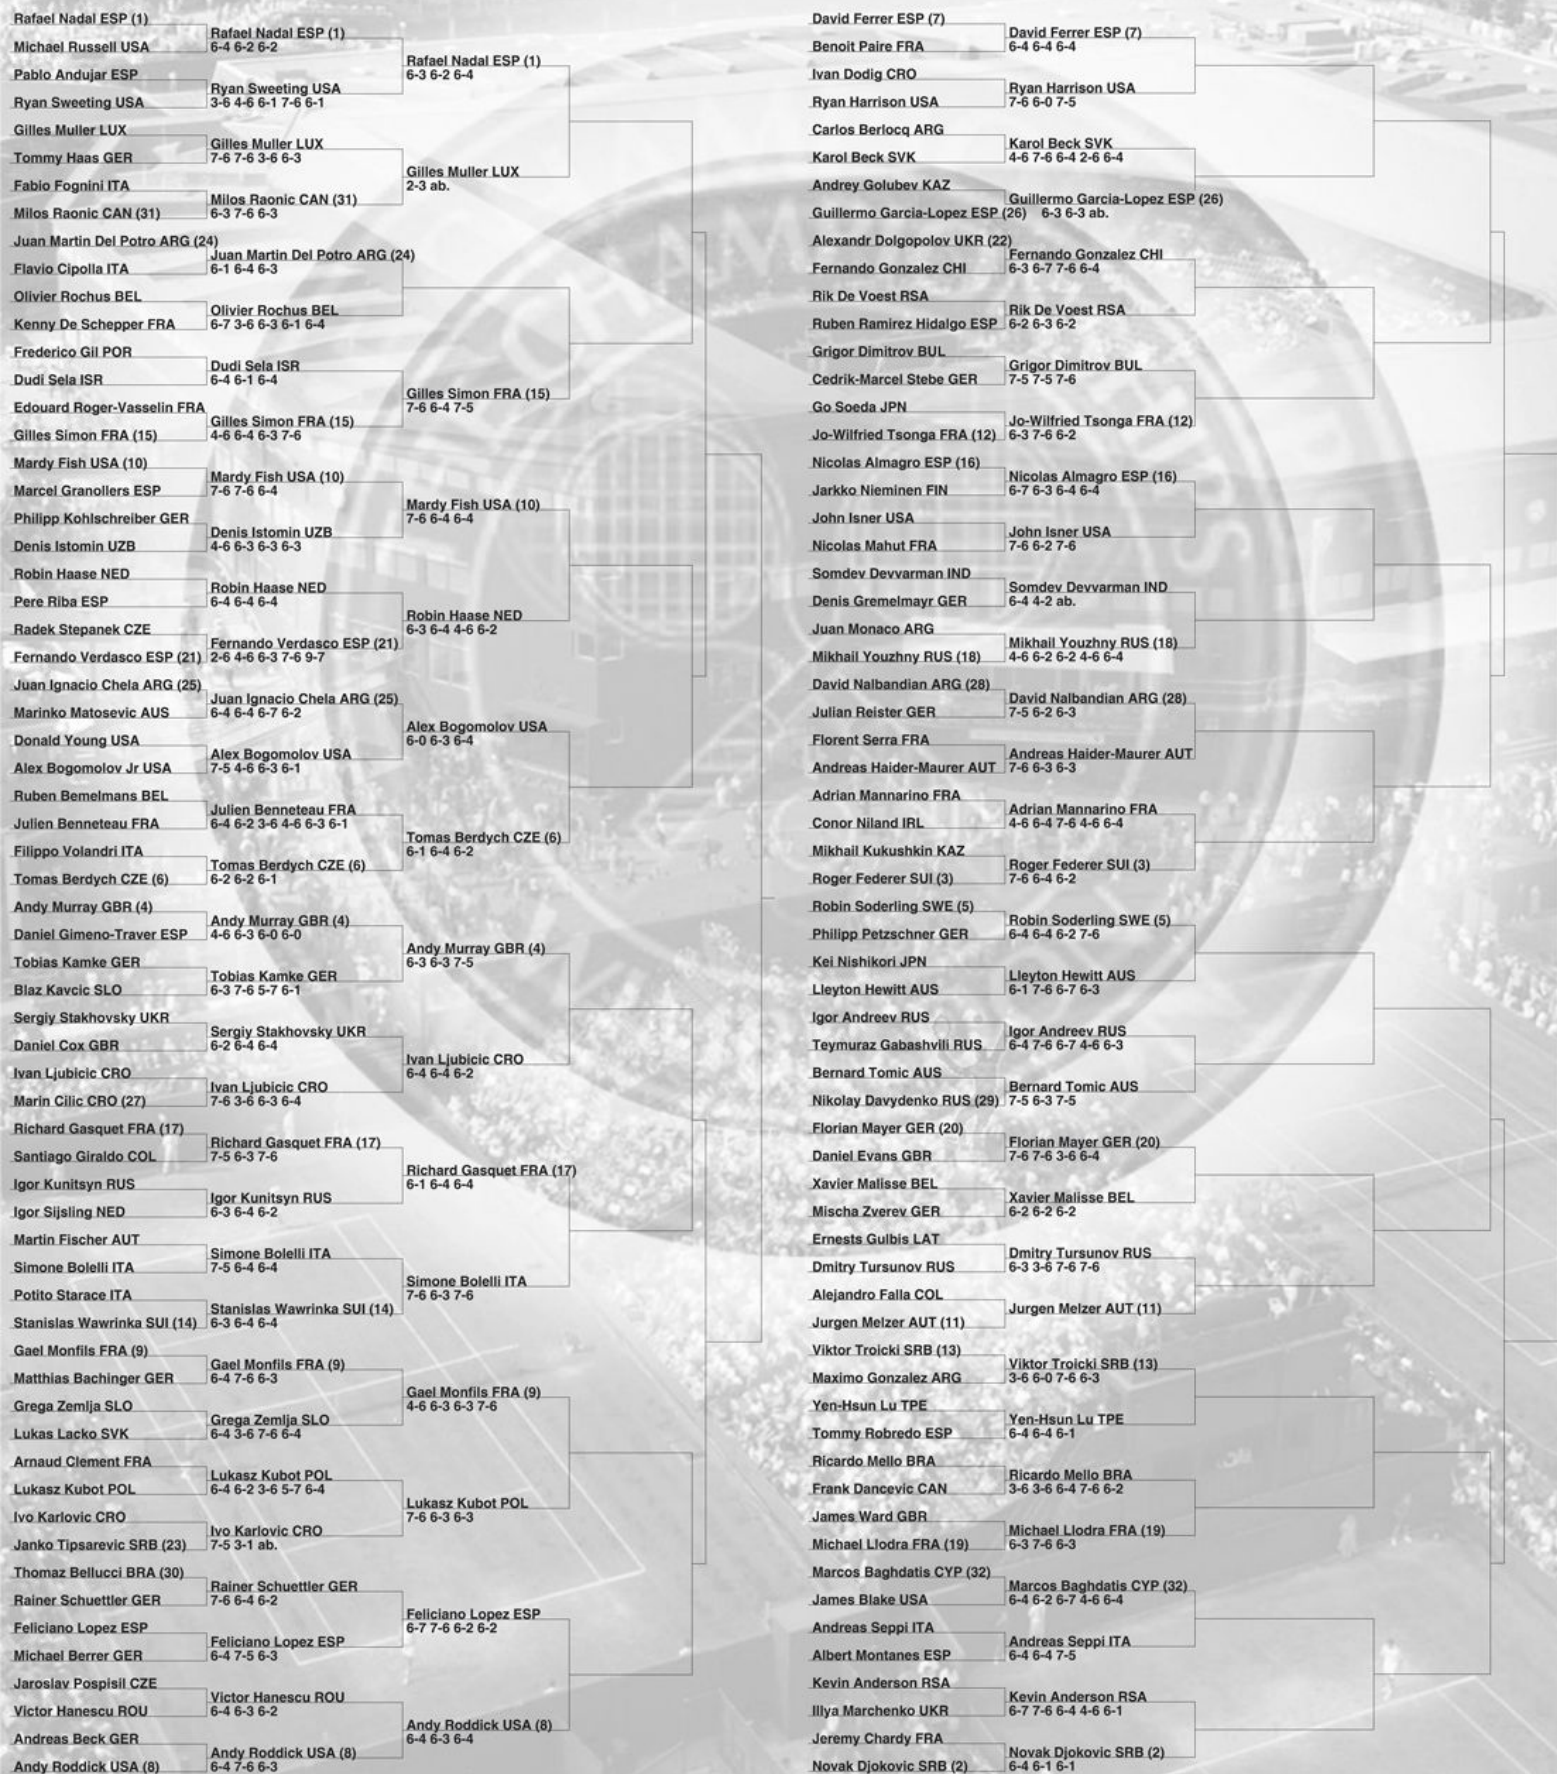 Rafael Nadal ESP (1)
Michael Russell USA
Pablo Andujar ESP
Ryan Sweeting USA
Gilles Muller LUX
Tommy Haas GER
Fabio Fognini ITA
Milos Raonic CAN (31)
Juan Martin Del Potro ARG (24)
Flavio Cipolla ITA
Olivier Rochus BEL
Kenny De Schepper FRA
Frederico Gil POR
Dudi Sela ISR
Edouard Roger-Vasselin FRA
Gilles Simon FRA (15)
Mardy Fish USA (10)
Marcel Granollers ESP
Philipp Kohlschreiber GER
Denis Istomin UZB
Robin Haase NED
Pere Riba ESP
Radek Stepanek CZE
Fernando Verdasco ESP (21)
Juan Ignacio Chela ARG (25)
Marinko Matosevic AUS
Donald Young USA
Alex Bogomolov Jr USA
Ruben Bemelmans BEL
Julien Benneteau FRA
Filippo Volandri ITA
Tomas Berdych CZE (6)
Andy Murray GBR (4)
Daniel Gimeno-Traver ESP
Tobias Kamke GER
Blaz Kavcic SLO
Sergiy Stakhovsky UKR
Daniel Cox GBR
Ivan Ljubicic CRO
Marin Cilic CRO (27)
Richard Gasquet FRA (17)
Santiago Giraldo COL
Igor Kunitsyn RUS
Igor Sijsling NED
Martin Fischer AUT
Simone Bolelli ITA
Potito Starace ITA
Stanislas Wawrinka SUI (14)
Gael Monfils FRA (9)
Matthias Bachinger GER
Grega Zemlja SLO
Lukas Lacko SVK
Arnaud Clement FRA
Lukasz Kubot POL
Ivo Karlovic CRO
Janko Tipsarevic SRB (23)
Thomaz Bellucci BRA (30)
Rainer Schuettler GER
Feliciano Lopez ESP
Michael Berrer GER
Jaroslav Pospisil CZE
Victor Hanescu ROU
Andreas Beck GER
Andy Roddick USA (8)
Rafael Nadal ESP (1)
6-4 6-2 6-2
Ryan Sweeting USA
3-6 4-6 6-1 7-6 6-1
Gilles Muller LUX
7-6 7-6 3-6 6-3
Milos Raonic CAN (31)
6-3 7-6 6-3
Juan Martin Del Potro ARG (24)
6-1 6-4 6-3
Olivier Rochus BEL
6-7 3-6 6-3 6-1 6-4
Dudi Sela ISR
6-4 6-1 6-4
Gilles Simon FRA (15)
4-6 6-4 6-3 7-6
Mardy Fish USA (10)
7-6 7-6 6-4
Denis Istomin UZB
4-6 6-3 6-3 6-3
Robin Haase NED
6-4 6-4 6-4
Fernando Verdasco ESP (21)
2-6 4-6 6-3 7-6 9-7
Juan Ignacio Chela ARG (25)
6-4 6-4 6-7 6-2
Alex Bogomolov USA
7-5 4-6 6-3 6-1
Julien Benneteau FRA
6-4 6-2 3-6 4-6 6-3 6-1
Tomas Berdych CZE (6)
6-2 6-2 6-1
Andy Murray GBR (4)
4-6 6-3 6-0 6-0
Tobias Kamke GER
6-3 7-6 5-7 6-1
Sergiy Stakhovsky UKR
6-2 6-4 6-4
Ivan Ljubicic CRO
7-6 3-6 6-3 6-4
Richard Gasquet FRA (17)
7-5 6-3 7-6
Igor Kunitsyn RUS
6-3 6-4 6-2
Simone Bolelli ITA
7-5 6-4 6-4
Stanislas Wawrinka SUI (14)
6-3 6-4 6-4
Gael Monfils FRA (9)
6-4 7-6 6-3
Grega Zemlja SLO
6-4 3-6 7-6 6-4
Lukasz Kubot POL
6-4 6-2 3-6 5-7 6-4
Ivo Karlovic CRO
7-5 3-1 ab.
Rainer Schuettler GER
7-6 6-4 6-2
Feliciano Lopez ESP
6-4 7-5 6-3
Victor Hanescu ROU
6-4 6-3 6-2
Andy Roddick USA (8)
6-4 7-6 6-3
Rafael Nadal ESP (1)
6-3 6-2 6-4
Gilles Muller LUX
2-3 ab.
Gilles Simon FRA (15)
7-6 6-4 7-5
Mardy Fish USA (10)
7-6 6-4 6-4
Robin Haase NED
6-3 6-4 4-6 6-2
Alex Bogomolov USA
6-0 6-3 6-4
Tomas Berdych CZE (6)
6-1 6-4 6-2
Andy Murray GBR (4)
6-3 6-3 7-5
Ivan Ljubicic CRO
6-4 6-4 6-2
Richard Gasquet FRA (17)
6-1 6-4 6-4
Simone Bolelli ITA
7-6 6-3 7-6
Gael Monfils FRA (9)
4-6 6-3 6-3 7-6
Lukasz Kubot POL
7-6 6-3 6-3
Feliciano Lopez ESP
6-7 7-6 6-2 6-2
Andy Roddick USA (8)
6-4 6-3 6-4
David Ferrer ESP (7)
Benoit Paire FRA
Ivan Dodig CRO
Ryan Harrison USA
Carlos Berlocq ARG
Karol Beck SVK
Andrey Golubev KAZ
Guillermo Garcia-Lopez ESP (26)
Alexandr Dolgopolov UKR (22)
Fernando Gonzalez CHI
Rik De Voest RSA
Ruben Ramirez Hidalgo ESP
Grigor Dimitrov BUL
Cedrik-Marcel Stebe GER
Go Soeda JPN
Jo-Wilfried Tsonga FRA (12)
Nicolas Almagro ESP (16)
Jarkko Nieminen FIN
John Isner USA
Nicolas Mahut FRA
Somdev Devvarman IND
Denis Gremelmayr GER
Juan Monaco ARG
Mikhail Youzhny RUS (18)
David Nalbandian ARG (28)
Julian Reister GER
Florent Serra FRA
Andreas Haider-Maurer AUT
Adrian Mannarino FRA
Conor Niland IRL
Mikhail Kukushkin KAZ
Roger Federer SUI (3)
Robin Soderling SWE (5)
Philipp Petzschner GER
Kei Nishikori JPN
Lleyton Hewitt AUS
Igor Andreev RUS
Teymuraz Gabashvili RUS
Bernard Tomic AUS
Nikolay Davydenko RUS (29)
Florian Mayer GER (20)
Daniel Evans GBR
Xavier Malisse BEL
Mischa Zverev GER
Ernests Gulbis LAT
Dmitry Tursunov RUS
Alejandro Falla COL
Jurgen Melzer AUT (11)
Viktor Troicki SRB (13)
Maximo Gonzalez ARG
Yen-Hsun Lu TPE
Tommy Robredo ESP
Ricardo Mello BRA
Frank Dancevic CAN
James Ward GBR
Michael Llodra FRA (19)
Marcos Baghdatis CYP (32)
James Blake USA
Andreas Seppi ITA
Albert Montanes ESP
Kevin Anderson RSA
Illya Marchenko UKR
Jeremy Chardy FRA
Novak Djokovic SRB (2)
David Ferrer ESP (7)
6-4 6-4 6-4
Ryan Harrison USA
7-6 6-0 7-5
Karol Beck SVK
4-6 7-6 6-4 2-6 6-4
Guillermo Garcia-Lopez ESP (26)
6-3 6-3 ab.
Fernando Gonzalez CHI
6-3 6-7 7-6 6-4
Rik De Voest RSA
6-2 6-3 6-2
Grigor Dimitrov BUL
7-5 7-5 7-6
Jo-Wilfried Tsonga FRA (12)
6-3 7-6 6-2
Nicolas Almagro ESP (16)
6-7 6-3 6-4 6-4
John Isner USA
7-6 6-2 7-6
Somdev Devvarman IND
6-4 4-2 ab.
Mikhail Youzhny RUS (18)
4-6 6-2 6-2 4-6 6-4
David Nalbandian ARG (28)
7-5 6-2 6-3
Andreas Haider-Maurer AUT
7-6 6-3 6-3
Adrian Mannarino FRA
4-6 6-4 7-6 4-6 6-4
Roger Federer SUI (3)
7-6 6-4 6-2
Robin Soderling SWE (5)
6-4 6-4 6-2 7-6
Lleyton Hewitt AUS
6-1 7-6 6-7 6-3
Igor Andreev RUS
6-4 7-6 6-7 4-6 6-3
Bernard Tomic AUS
7-5 6-3 7-5
Florian Mayer GER (20)
7-6 7-6 3-6 6-4
Xavier Malisse BEL
6-2 6-2 6-2
Dmitry Tursunov RUS
6-3 3-6 7-6 7-6
Jurgen Melzer AUT (11)
Viktor Troicki SRB (13)
3-6 6-0 7-6 6-3
Yen-Hsun Lu TPE
6-4 6-4 6-1
Ricardo Mello BRA
3-6 3-6 6-4 7-6 6-2
Michael Llodra FRA (19)
6-3 7-6 6-3
Marcos Baghdatis CYP (32)
6-4 6-2 6-7 4-6 6-4
Andreas Seppi ITA
6-4 6-4 7-5
Kevin Anderson RSA
6-7 7-6 6-4 4-6 6-1
Novak Djokovic SRB (2)
6-4 6-1 6-1